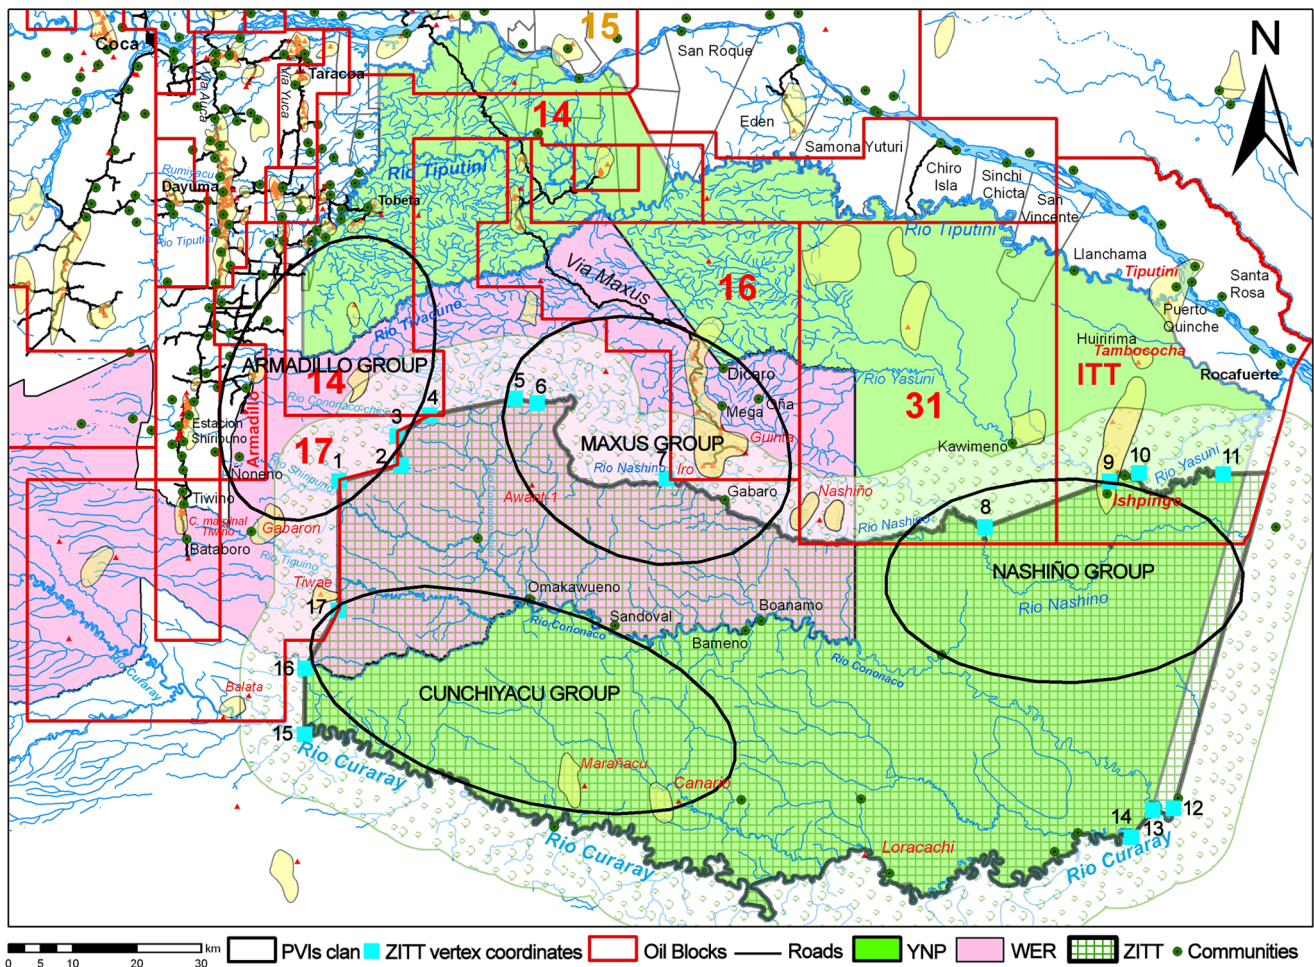 15
N
Coca
San Roque
Taracoa
Via Auca
Via Yuca
14
Eden
Samona Yuturi
Rio Tiputini
Rumiyacu
Dayuma
Tobeta
Chiro
Isla
Sinchi
Chicta
San
Vincente
Rio Tiputini
Rio Tiputini
Llanchama
Tiputini
Santa
Rosa
Via Maxus
16
Puerto
Quinche
Rio Tivacuno
Huiririma
Tambococha
ARMADILLO GROUP
14
Dicaro
Rio Yasuni
ITT
Rocafuerte
Armadillo
Rio Cononaco chico
5
6
4
Mega
Oña
31
Estacion
Shiripuno
3
17
MAXUS GROUP
Guinta
Kawimeno
Noneno
Rio Shiripuno
1
2
Rio Nashino
7
Iro
Rio Yasuni
9
10
11
Tiwino
Awant-1
Gabaro
Nashiño
Ishpingo
C. marginal
Tiwino
Gabaron
Rio Nashino
8
Bataboro
Rio Tiguino
NASHIÑO GROUP
Tiwae
17
Omakawueno
Rio Nashino
Boanamo
Sandoval
Rio Cononaco
Bameno
Rio Curaray
16
Rio Cononaco
Balata
CUNCHIYACU GROUP
15
Rio Curaray
Marañacu
Canario
14
13
12
Rio Curaray
Loracachi
Rio Curaray
0 5 10 20 30 km
PVIs clan
ZITT vertex coordinates
Oil Blocks
Roads
YNP
WER
ZITT
Communities